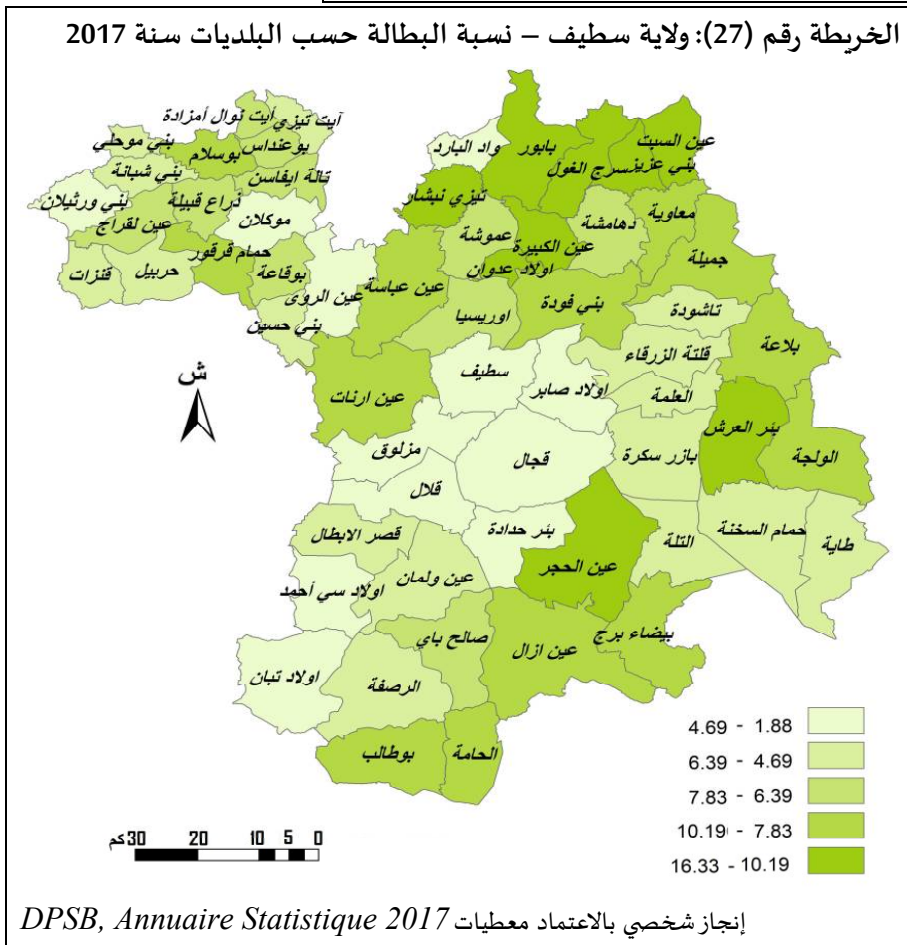 الخريطة رقم (27): ولاية سطيف – نسبة البطالة حسب البلديات سنة 2017
آيت نوال أمزادة
آيت تيزي
بني موحلي
بوسلام
بوعنداس
بني شبانة
تالة ايفاسن
بني ورثيلان
ذراع قبيلة
موكلان
عين لقراج
حمام قرقور
بوقاعة
قنزات
حربيل
عين الروى
بني حسين
واد البارد
بابور
سرج الغول
عين السبت
بني عزيز
تيزي نبشار
عموشة
عين الكبيرة
دهامشة
معاوية
جميلة
اولاد عدوان
عين عباسة
اوريسيا
بني فودة
تاشودة
بلاعة
قلتة الزرقاء
سطيف
اولاد صابر
العلمة
عين ارنات
بئر العرش
الولجة
مزلوق
قجال
بازر سكرة
قلال
بئر حدادة
عين الحجر
التلة
حمام السخنة
طاية
قصر الابطال
عين ولمان
اولاد سي أحمد
صالح باي
عين ازال
بيضاء برج
اولاد تبان
الرصفة
بوطالب
الحامة
ش
4.69 - 1.88
6.39 - 4.69
7.83 - 6.39
10.19 - 7.83
16.33 - 10.19
كم 30 20 10 5 0
إنجاز شخصي بالاعتماد معطيات DPSB, Annuaire Statistique 2017